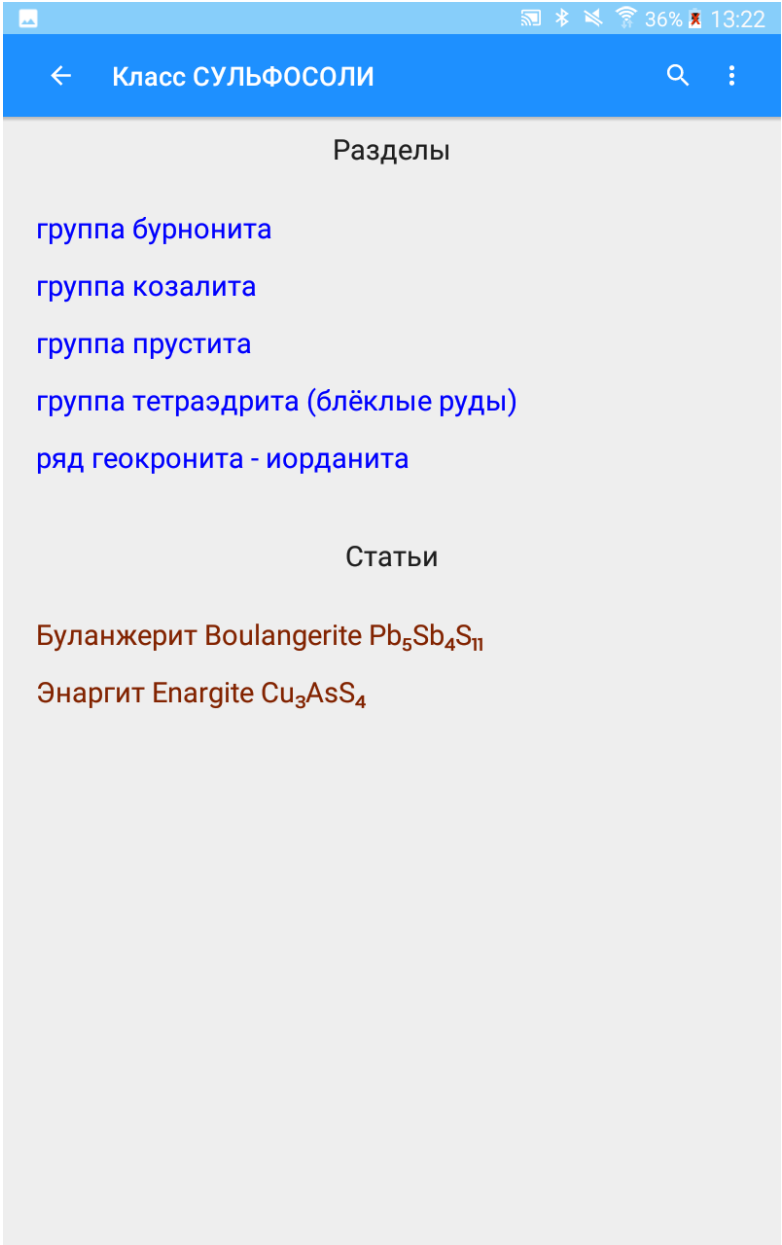 36% 13:22
Класс СУЛЬФОСОЛИ
Разделы
группа бурнонита
группа козалита
группа прустита
группа тетраэдрита (блёклые руды)
ряд геокронита - иорданита
Статьи
Буланжерит Boulangerite Pb₅Sb₄S₁₁
Энаргит Enargite Cu₃AsS₄